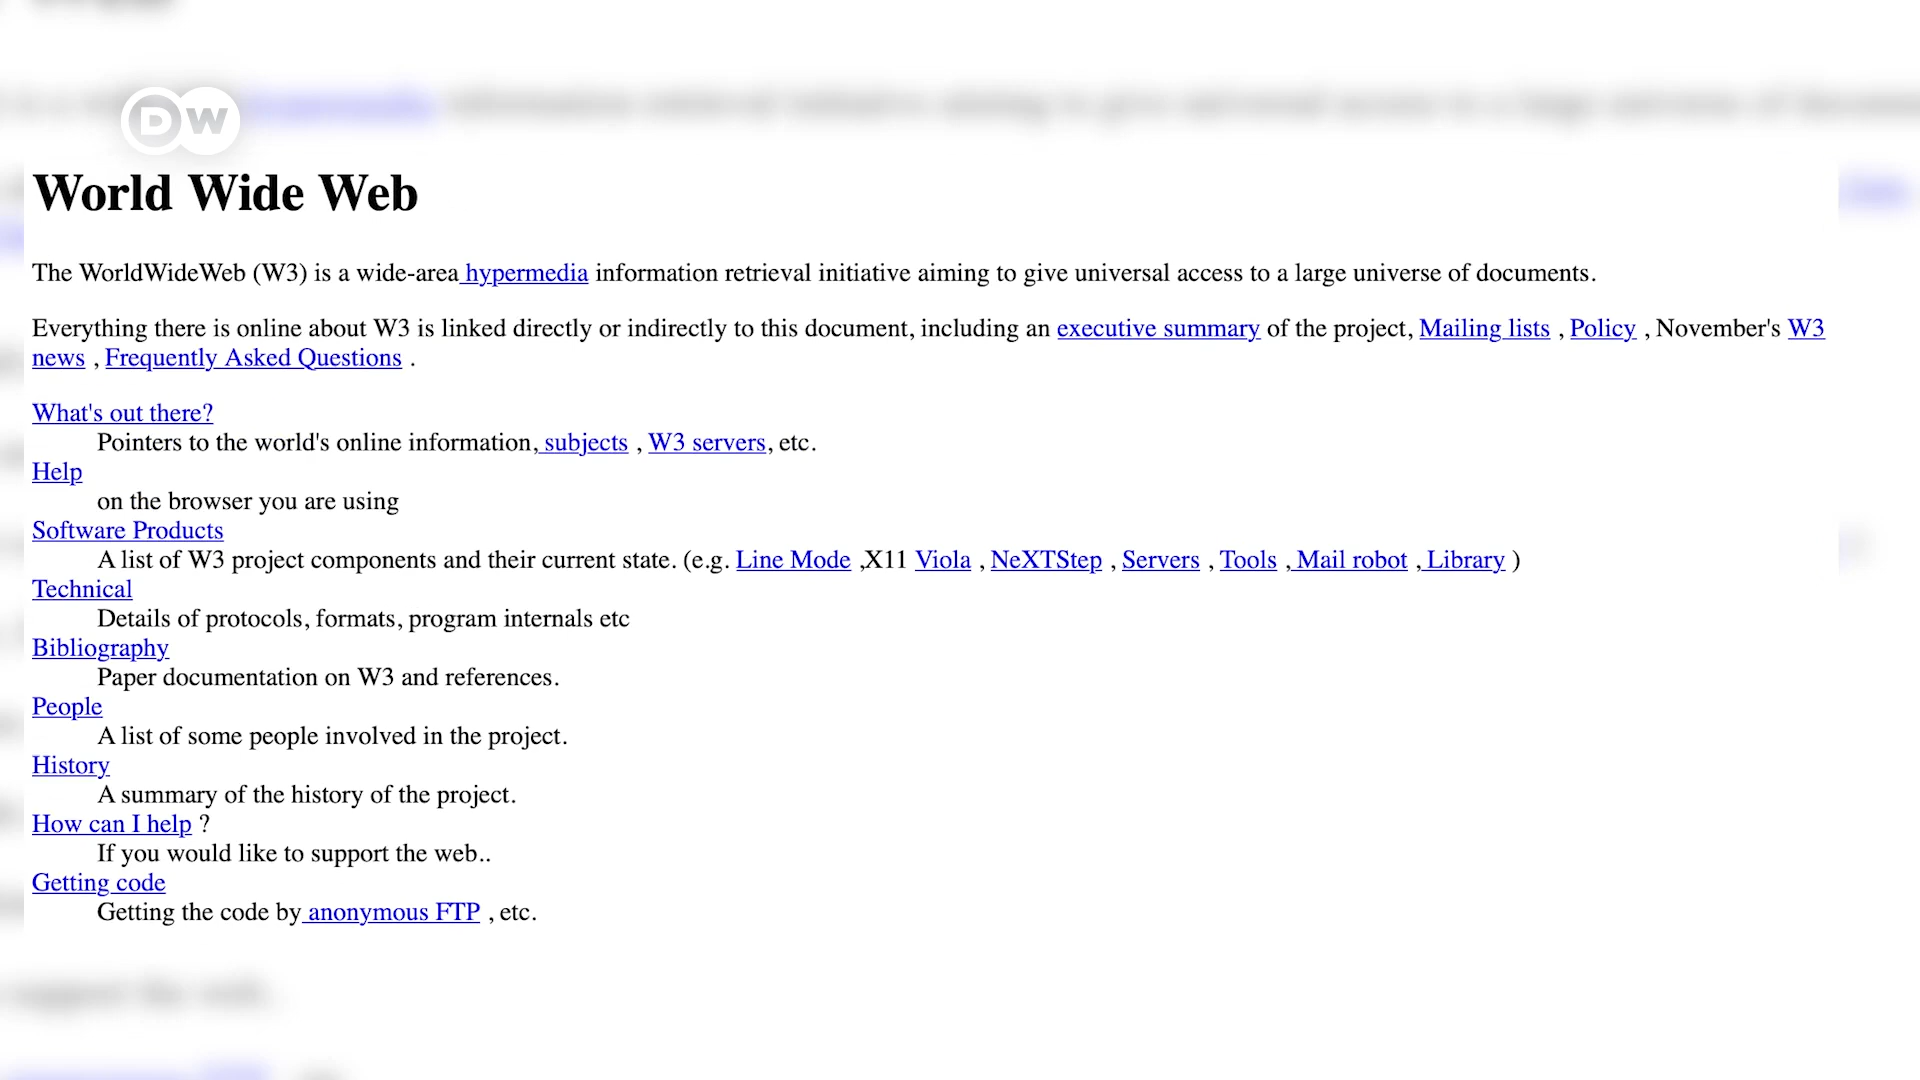 DW
World Wide Web
The WorldWideWeb (W3) is a wide-area hypermedia information retrieval initiative aiming to give universal access to a large universe of documents.
Everything there is online about W3 is linked directly or indirectly to this document, including an executive summary of the project, Mailing lists , Policy , November's W3
news , Frequently Asked Questions .
What's out there?
Pointers to the world's online information, subjects , W3 servers, etc.
Help
on the browser you are using
Software Products
A list of W3 project components and their current state. (e.g. Line Mode ,X11 Viola , NeXTStep , Servers , Tools , Mail robot , Library )
Technical
Details of protocols, formats, program internals etc
Bibliography
Paper documentation on W3 and references.
People
A list of some people involved in the project.
History
A summary of the history of the project.
How can I help ?
If you would like to support the web..
Getting code
Getting the code by anonymous FTP , etc.